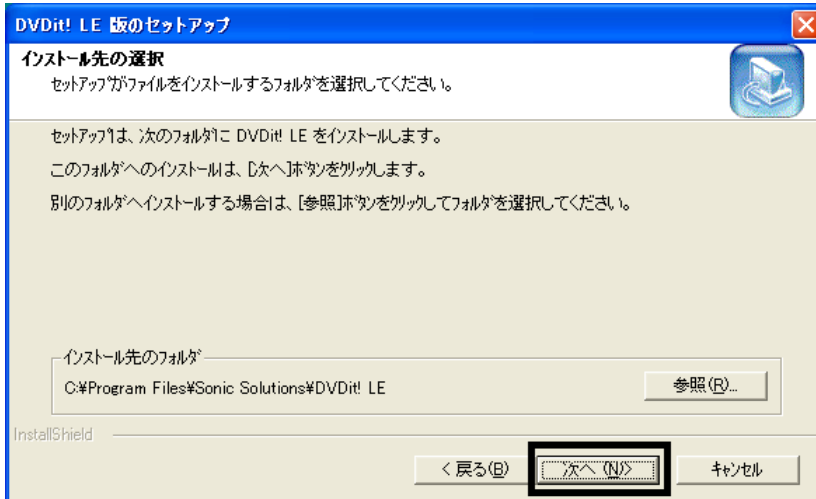 DVDit! LE 版のセットアップ
インストール先の選択
セットアップがファイルをインストールするフォルダを選択してください。
セットアップは、次のフォルダに DVDit! LE をインストールします。
このフォルダへのインストールは、[次へ]ボタンをクリックします。
別のフォルダへインストールする場合は、[参照]ボタンをクリックしてフォルダを選択してください。
インストール先のフォルダ
C:¥Program Files¥Sonic Solutions¥DVDit! LE
参照(R)...
InstallShield
< 戻る(B)
次へ (N)>
キャンセル